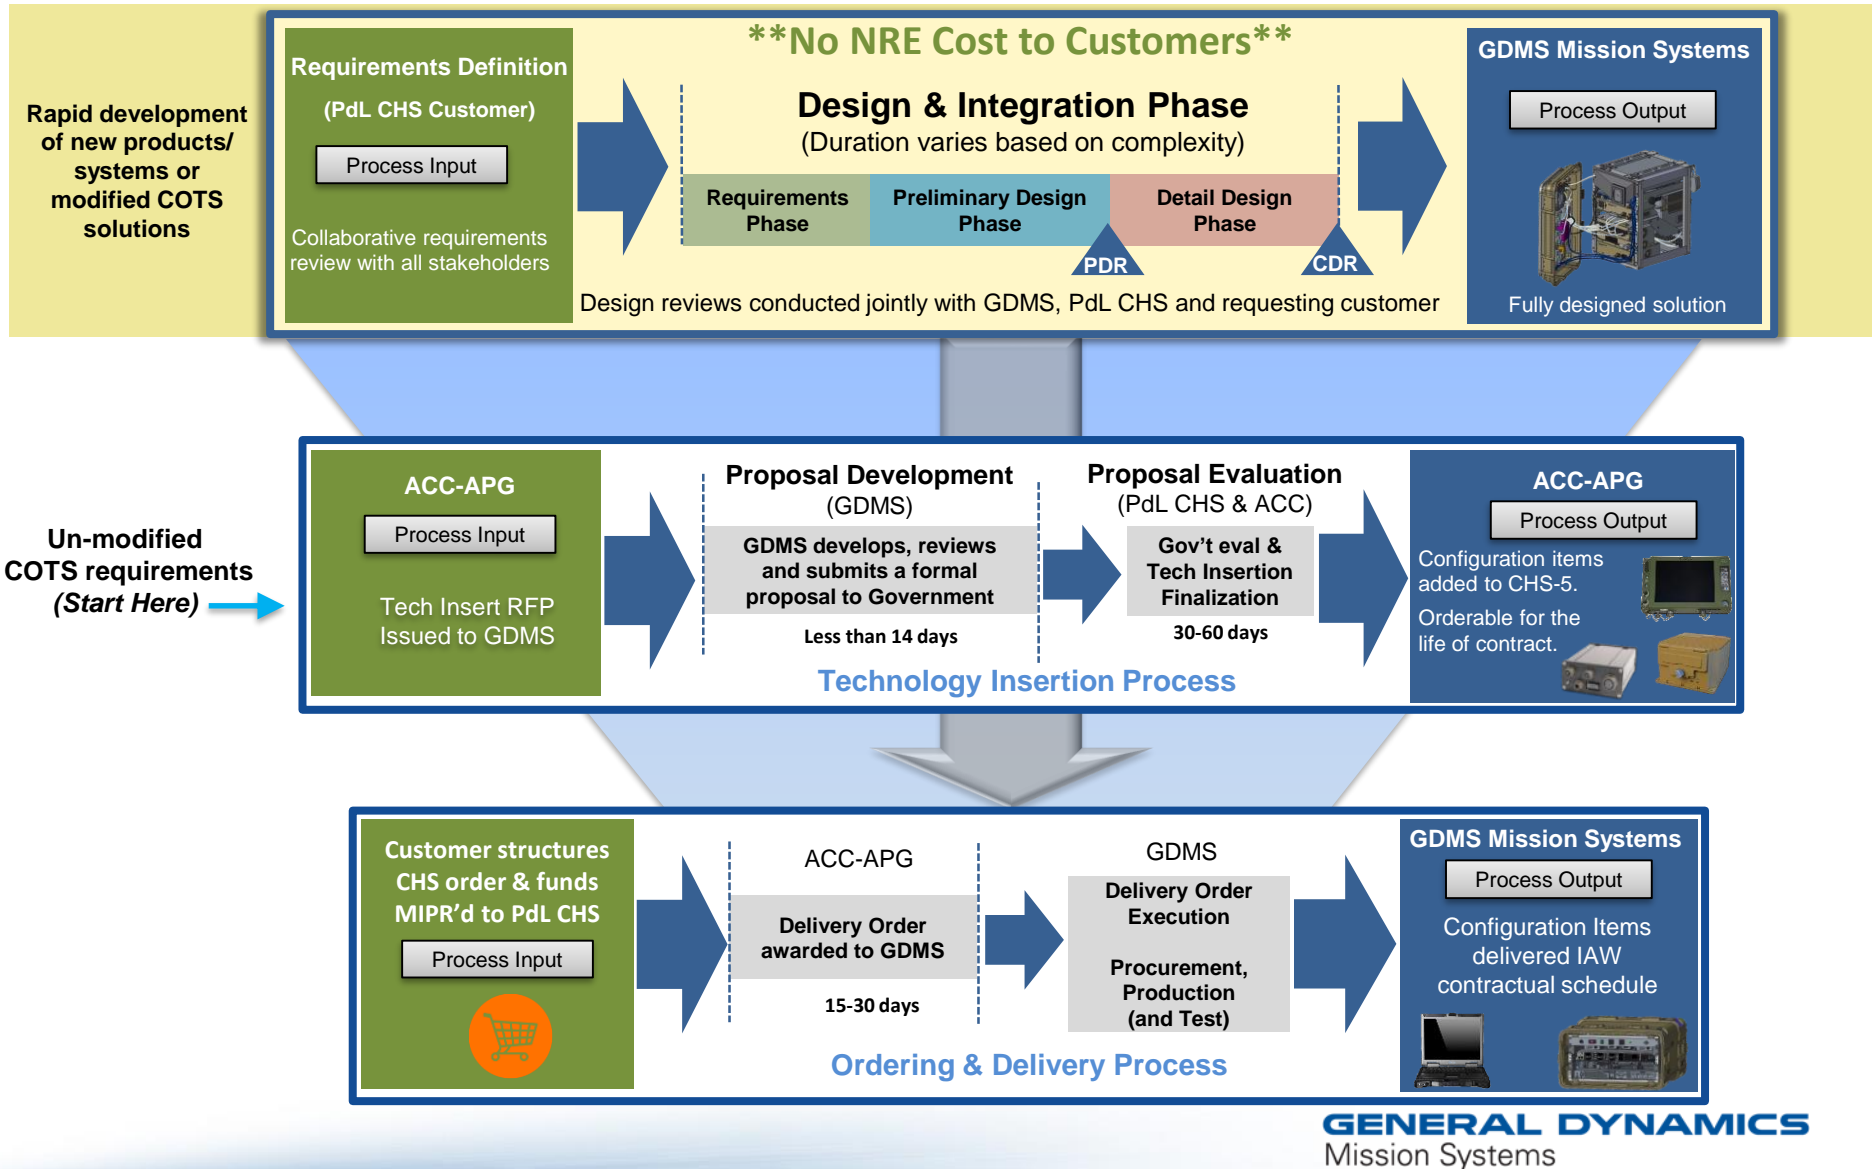 Rapid development
of new products/
systems or
modified COTS
solutions
**No NRE Cost to Customers**
Requirements Definition
(PdL CHS Customer)
Process Input
Collaborative requirements
review with all stakeholders
Design & Integration Phase
(Duration varies based on complexity)
Requirements
Phase
Preliminary Design
Phase
Detail Design
Phase
PDR
CDR
Design reviews conducted jointly with GDMS, PdL CHS and requesting customer
GDMS Mission Systems
Process Output
Fully designed solution
Un-modified
COTS requirements
(Start Here)
ACC-APG
Process Input
Tech Insert RFP
Issued to GDMS
Proposal Development
(GDMS)
GDMS develops, reviews
and submits a formal
proposal to Government
Less than 14 days
Proposal Evaluation
(PdL CHS & ACC)
Gov't eval &
Tech Insertion
Finalization
30-60 days
Technology Insertion Process
ACC-APG
Process Output
Configuration items
added to CHS-5.
Orderable for the
life of contract.
Customer structures
CHS order & funds
MIPR'd to PdL CHS
Process Input
ACC-APG
Delivery Order
awarded to GDMS
15-30 days
GDMS
Delivery Order
Execution
Procurement,
Production
(and Test)
Ordering & Delivery Process
GDMS Mission Systems
Process Output
Configuration Items
delivered IAW
contractual schedule
GENERAL DYNAMICS
Mission Systems